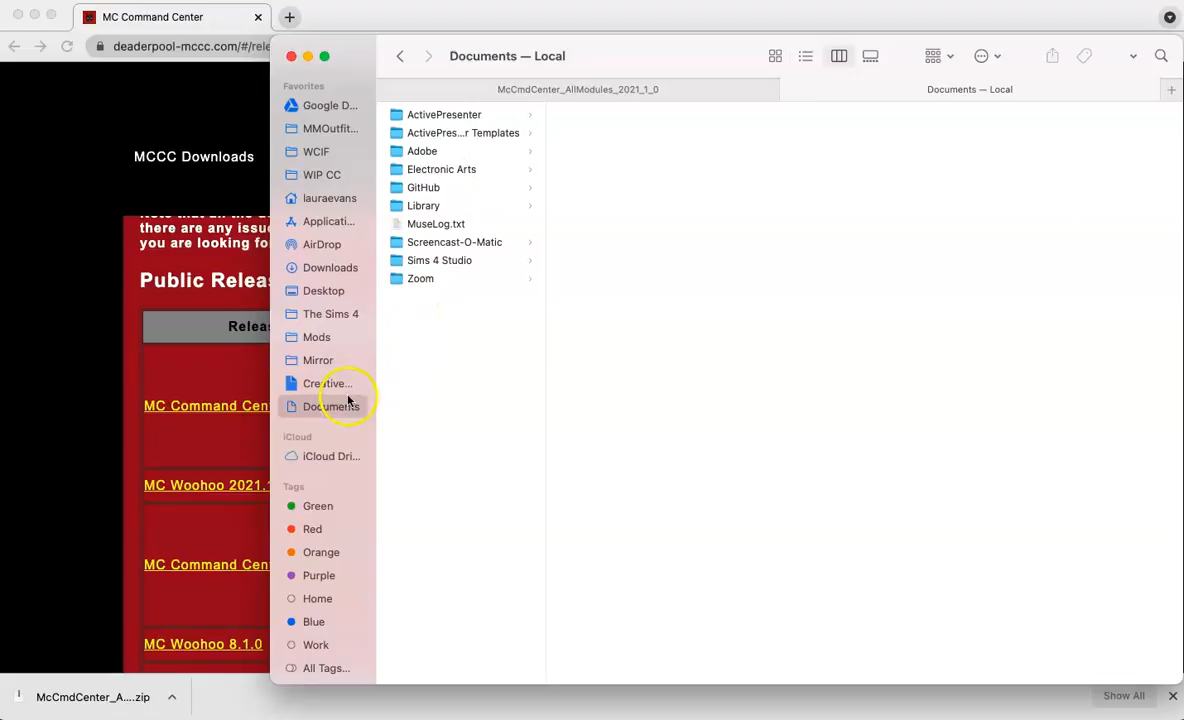 MC Command Center
deaderpool-mccc.com/#/rele
MCCC Downloads
there are any issue
you are looking fo
Public Relea
Relea
MC Command Cen
MC Woohoo 2021.1
MC Command Cen
MC Woohoo 8.1.0
McCmdCenter_A....zip
Show All
Documents — Local
McCmdCenter_AllModules_2021_1_0
Documents — Local
Favorites
Google D...
MMOutfit...
WCIF
WIP CC
lauraevans
Applicati...
AirDrop
Downloads
Desktop
The Sims 4
Mods
Mirror
Creative...
Documents
iCloud
iCloud Dri...
Tags
Green
Red
Orange
Purple
Home
Blue
Work
All Tags...
ActivePresenter
ActivePres...r Templates
Adobe
Electronic Arts
GitHub
Library
MuseLog.txt
Screencast-O-Matic
Sims 4 Studio
Zoom